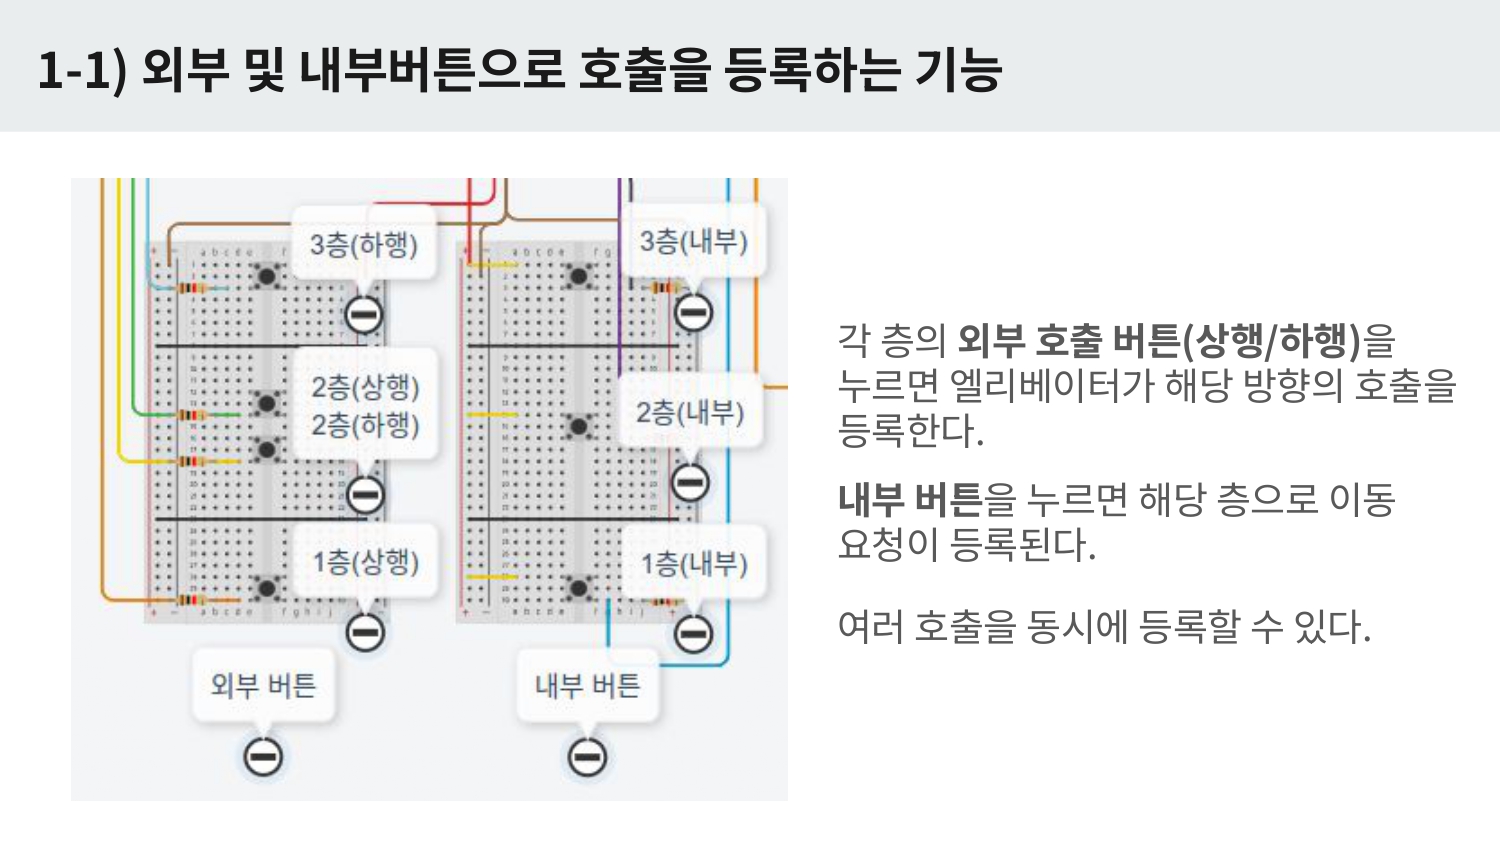 1-1) 외부 및 내부버튼으로 호출을 등록하는 기능
3층(하행)
3층(내부)
2층(상행)
2층(하행)
2층(내부)
1층(상행)
1층(내부)
외부 버튼
내부 버튼
각 층의 외부 호출 버튼(상행/하행)을
누르면 엘리베이터가 해당 방향의 호출을
등록한다.
내부 버튼을 누르면 해당 층으로 이동
요청이 등록된다.
여러 호출을 동시에 등록할 수 있다.